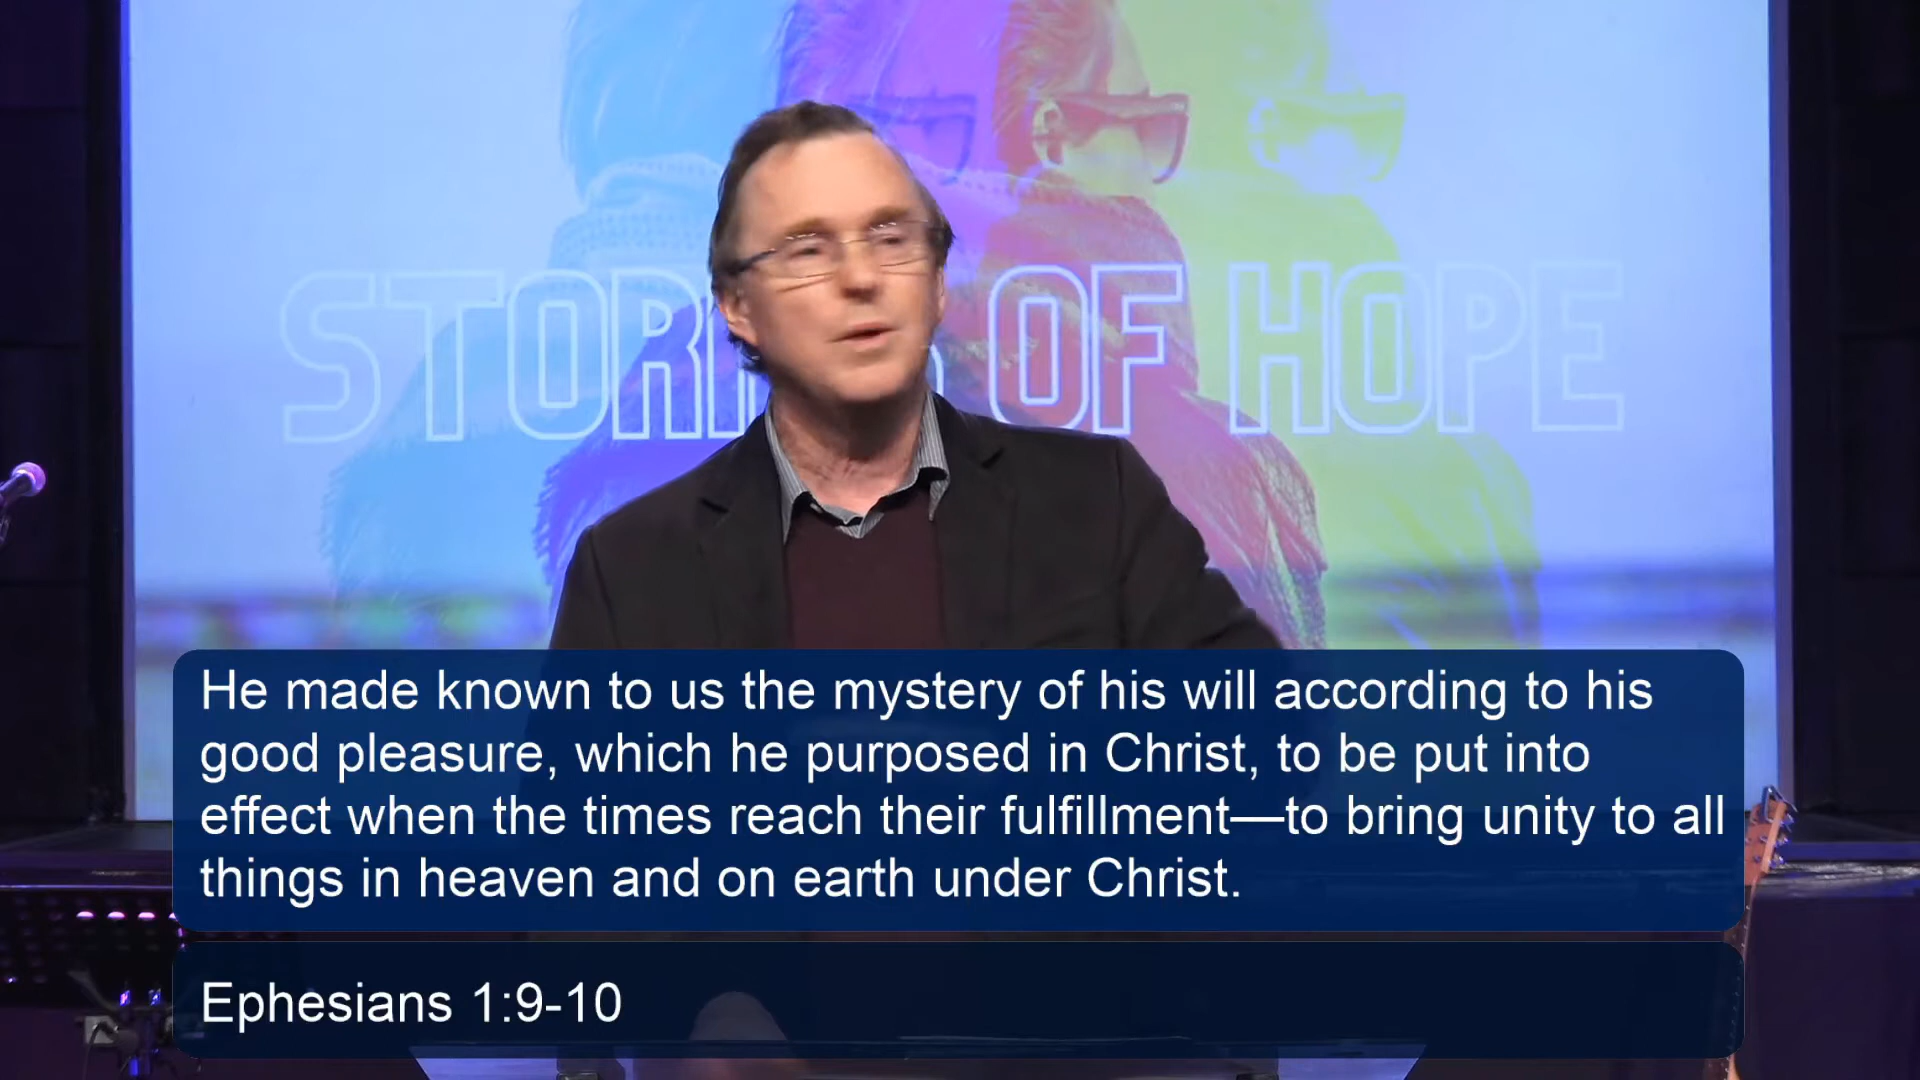 STORIES OF HOPE
He made known to us the mystery of his will according to his
good pleasure, which he purposed in Christ, to be put into
effect when the times reach their fulfillment—to bring unity to all
things in heaven and on earth under Christ.
Ephesians 1:9-10